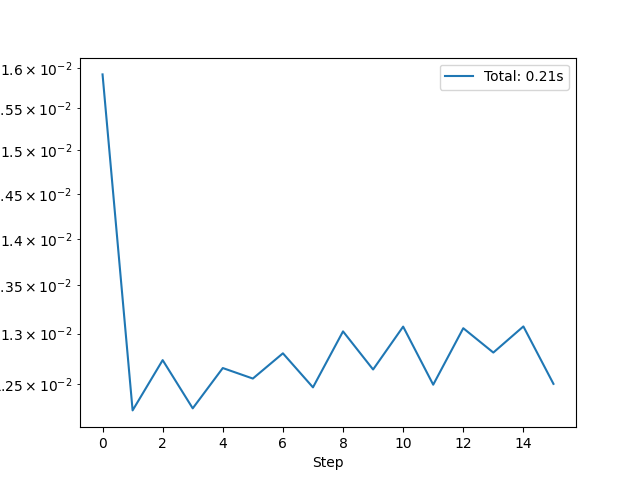 1.6 × 10⁻²
.55 × 10⁻²
1.5 × 10⁻²
.45 × 10⁻²
1.4 × 10⁻²
.35 × 10⁻²
1.3 × 10⁻²
.25 × 10⁻²
Total: 0.21s
0 2 4 6 8 10 12 14
Step